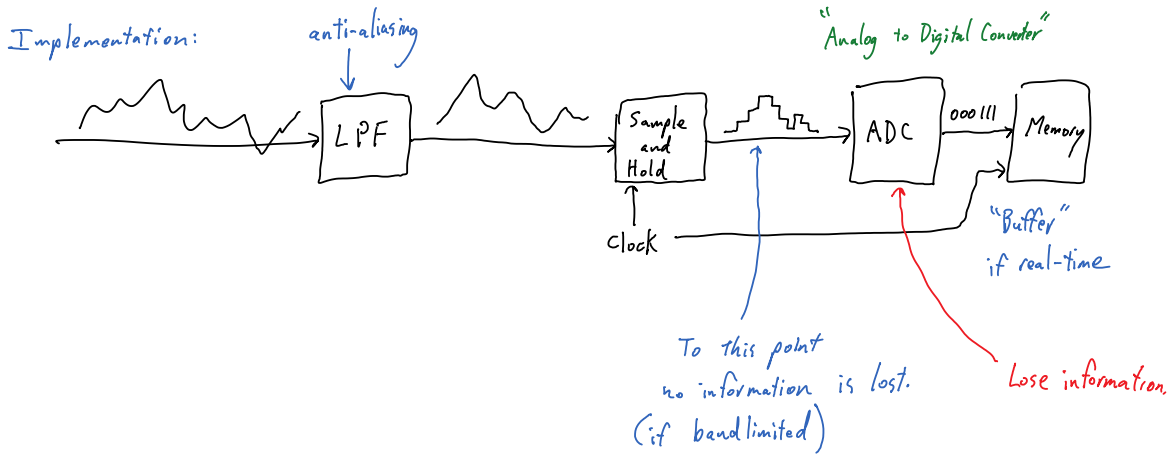 Implementation:
anti-aliasing
"Analog to Digital Converter"
LPF
Sample
and
Hold
ADC
000111
Memory
Clock
"Buffer"
if real-time
To this point
no information is lost.
(if bandlimited)
Lose information.